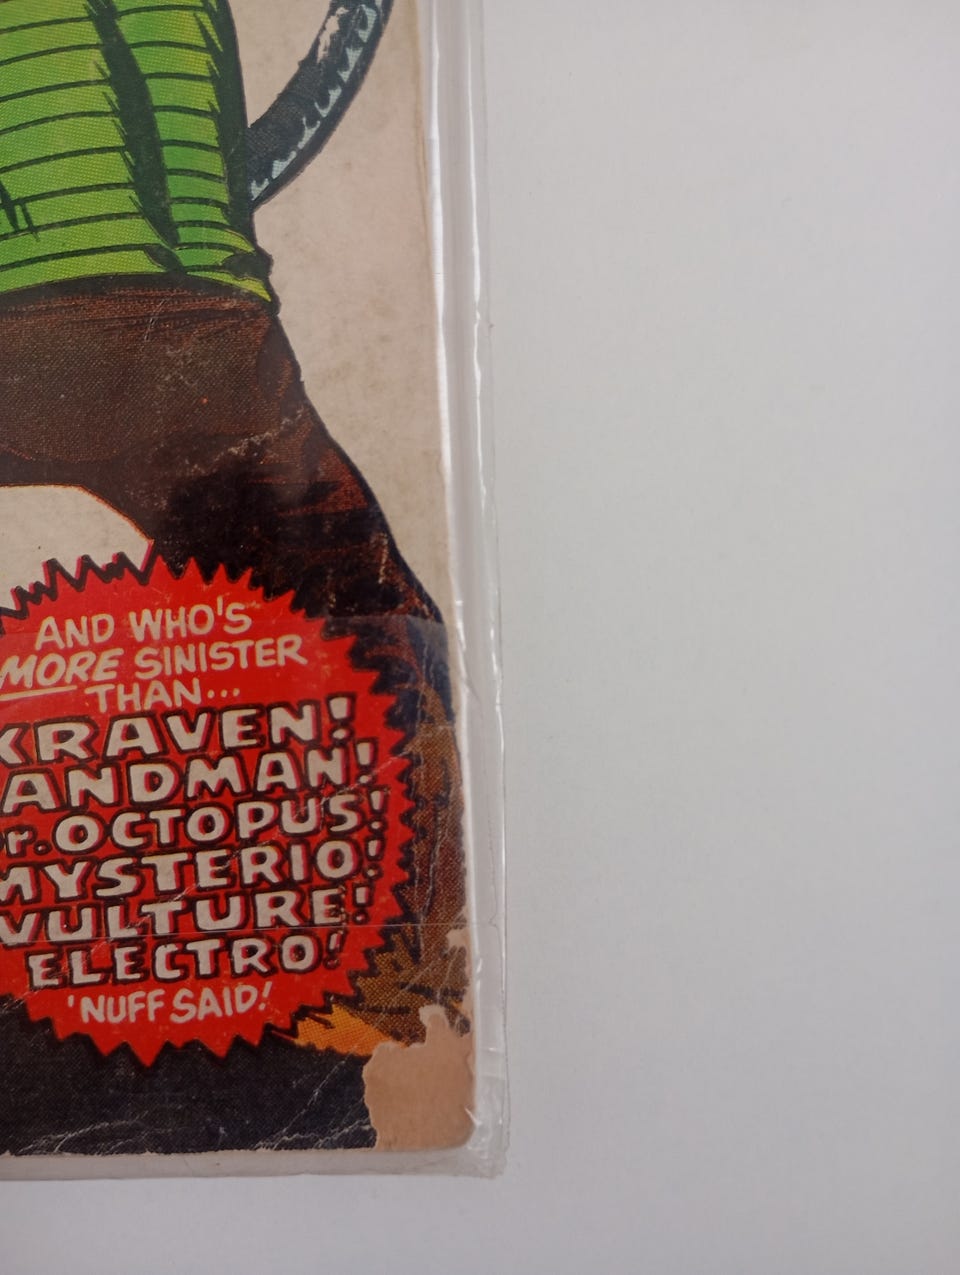 AND WHO'S
MORE SINISTER
THAN...
KRAVEN!
ANDMAN!
r. OCTOPUS!
MYSTERIO!
VULTURE!
ELECTRO!
'NUFF SAID!